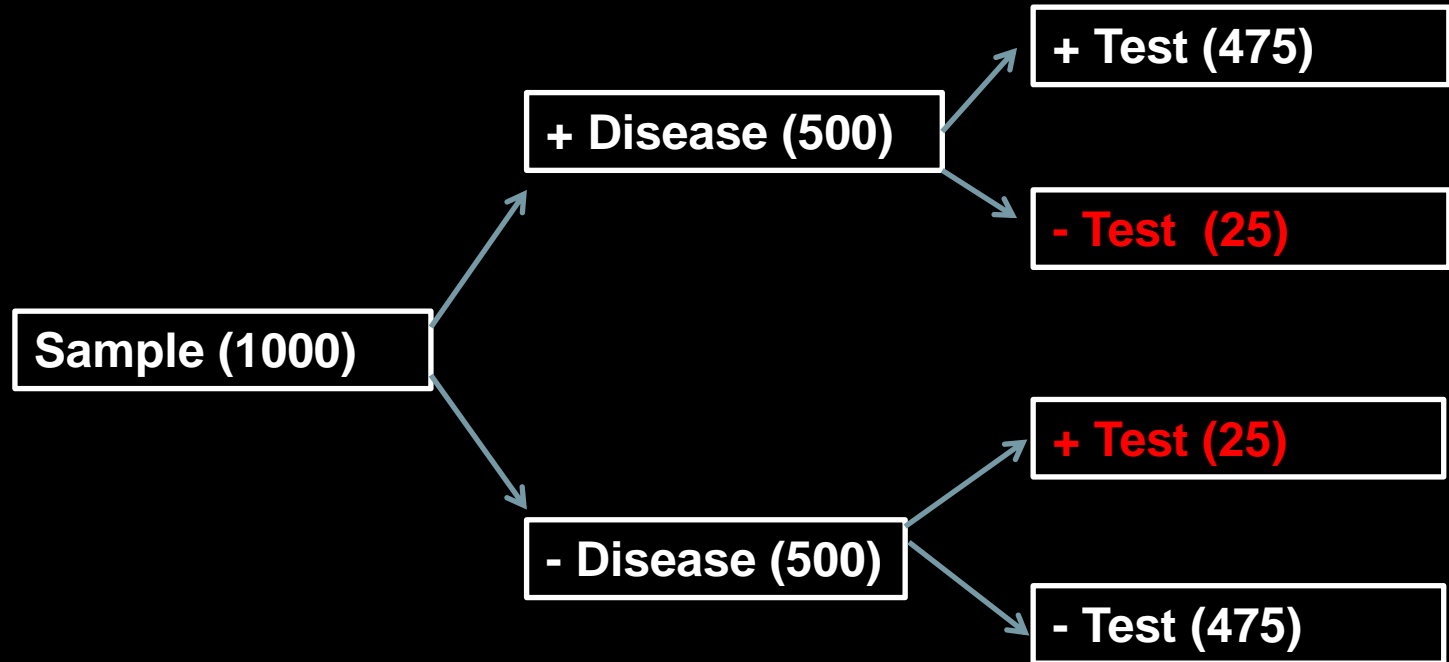 + Test (475)
+ Disease (500)
- Test (25)
Sample (1000)
+ Test (25)
- Disease (500)
- Test (475)